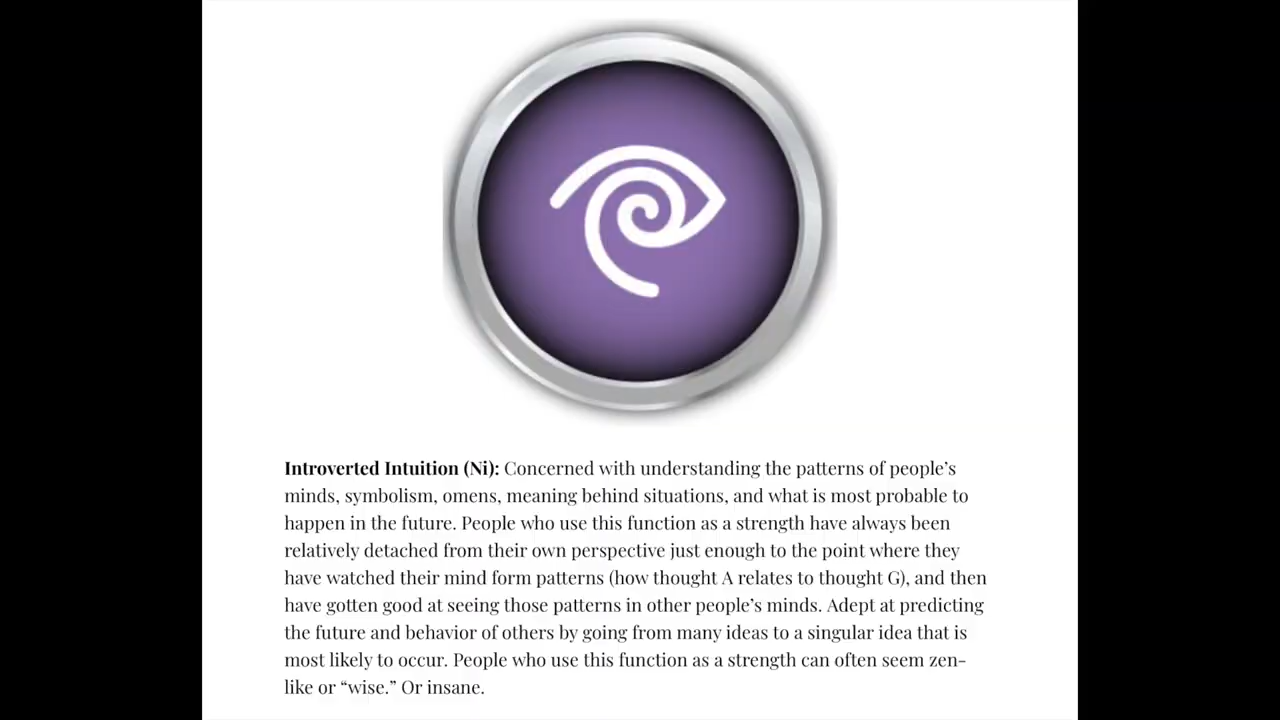 Introverted Intuition (Ni): Concerned with understanding the patterns of people’s
minds, symbolism, omens, meaning behind situations, and what is most probable to
happen in the future. People who use this function as a strength have always been
relatively detached from their own perspective just enough to the point where they
have watched their mind form patterns (how thought A relates to thought G), and then
have gotten good at seeing those patterns in other people’s minds. Adept at predicting
the future and behavior of others by going from many ideas to a singular idea that is
most likely to occur. People who use this function as a strength can often seem zen-
like or “wise.” Or insane.